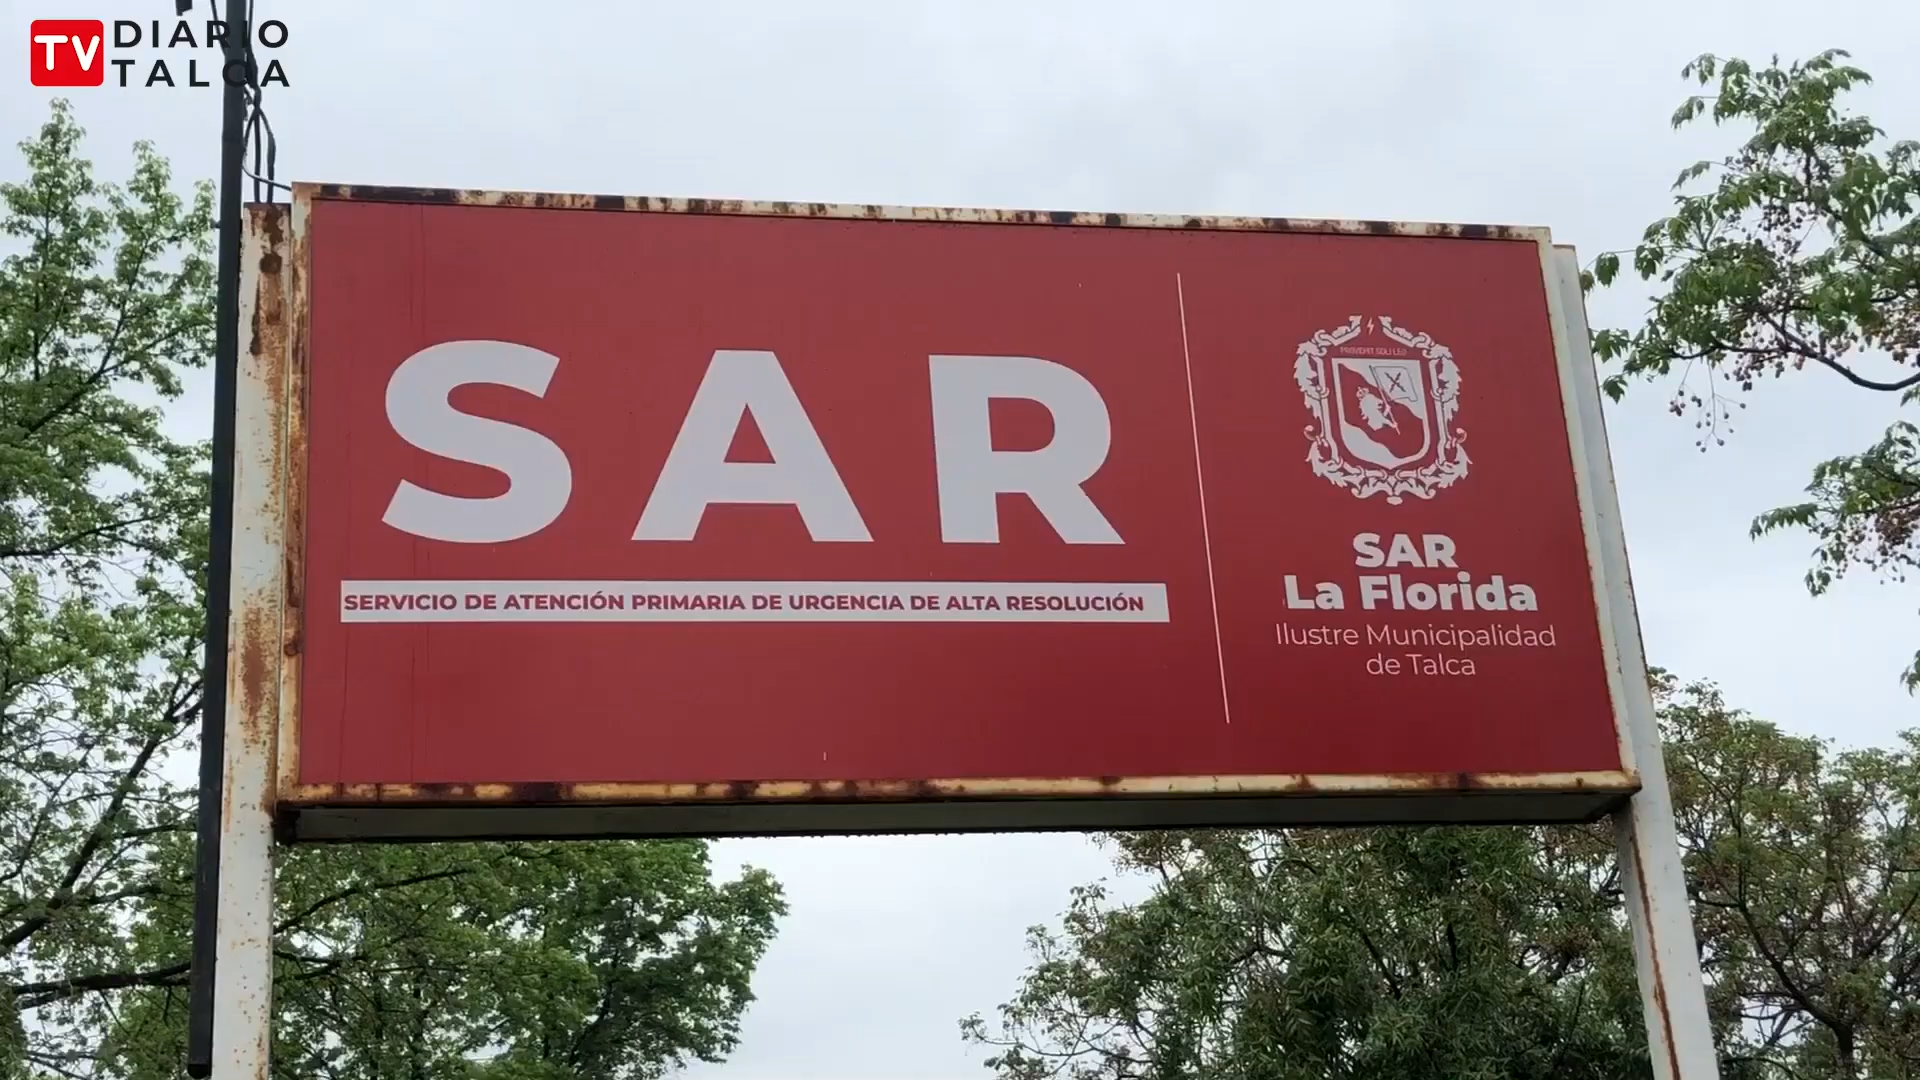 TV DIARIO
TALCA
SAR
SERVICIO DE ATENCIÓN PRIMARIA DE URGENCIA DE ALTA RESOLUCIÓN
SAR
La Florida
Ilustre Municipalidad
de Talca